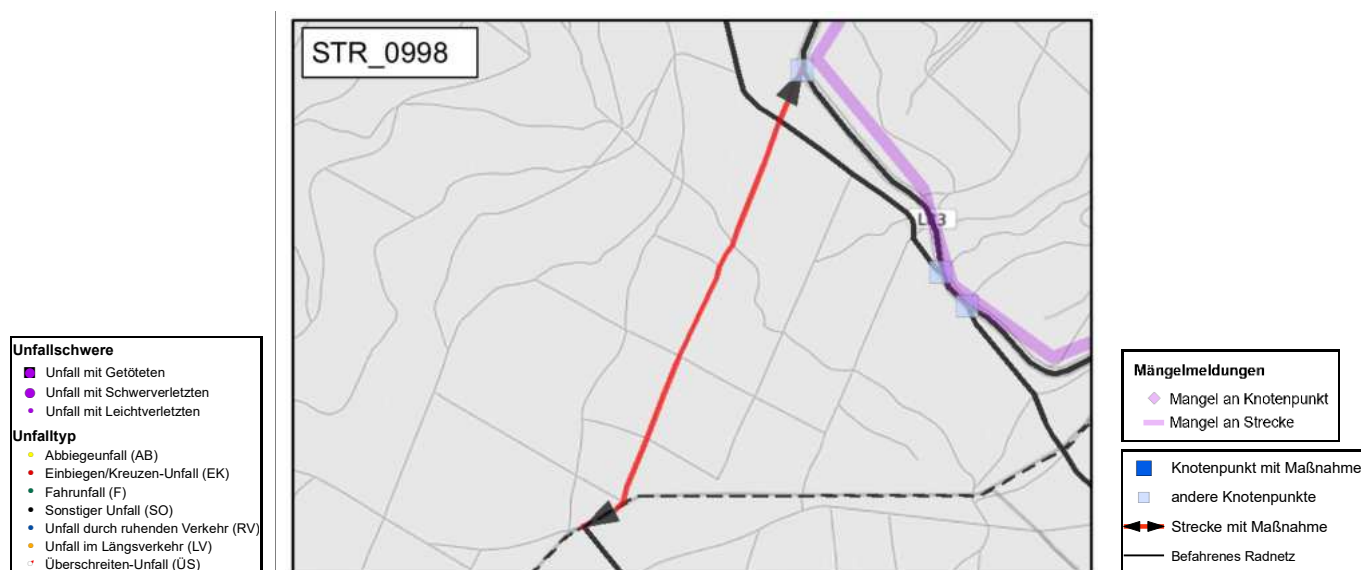 STR_0998
Unfallschwere
Unfall mit Getöteten
Unfall mit Schwerverletzten
Unfall mit Leichtverletzten
Unfalltyp
Abbiegeunfall (AB)
Einbiegen/Kreuzen-Unfall (EK)
Fahrunfall (F)
Sonstiger Unfall (SO)
Unfall durch ruhenden Verkehr (RV)
Unfall im Längsverkehr (LV)
Überschreiten-Unfall (ÜS)
Mängelmeldungen
Mangel an Knotenpunkt
Mangel an Strecke
Knotenpunkt mit Maßnahme
andere Knotenpunkte
Strecke mit Maßnahme
Befahrenes Radnetz